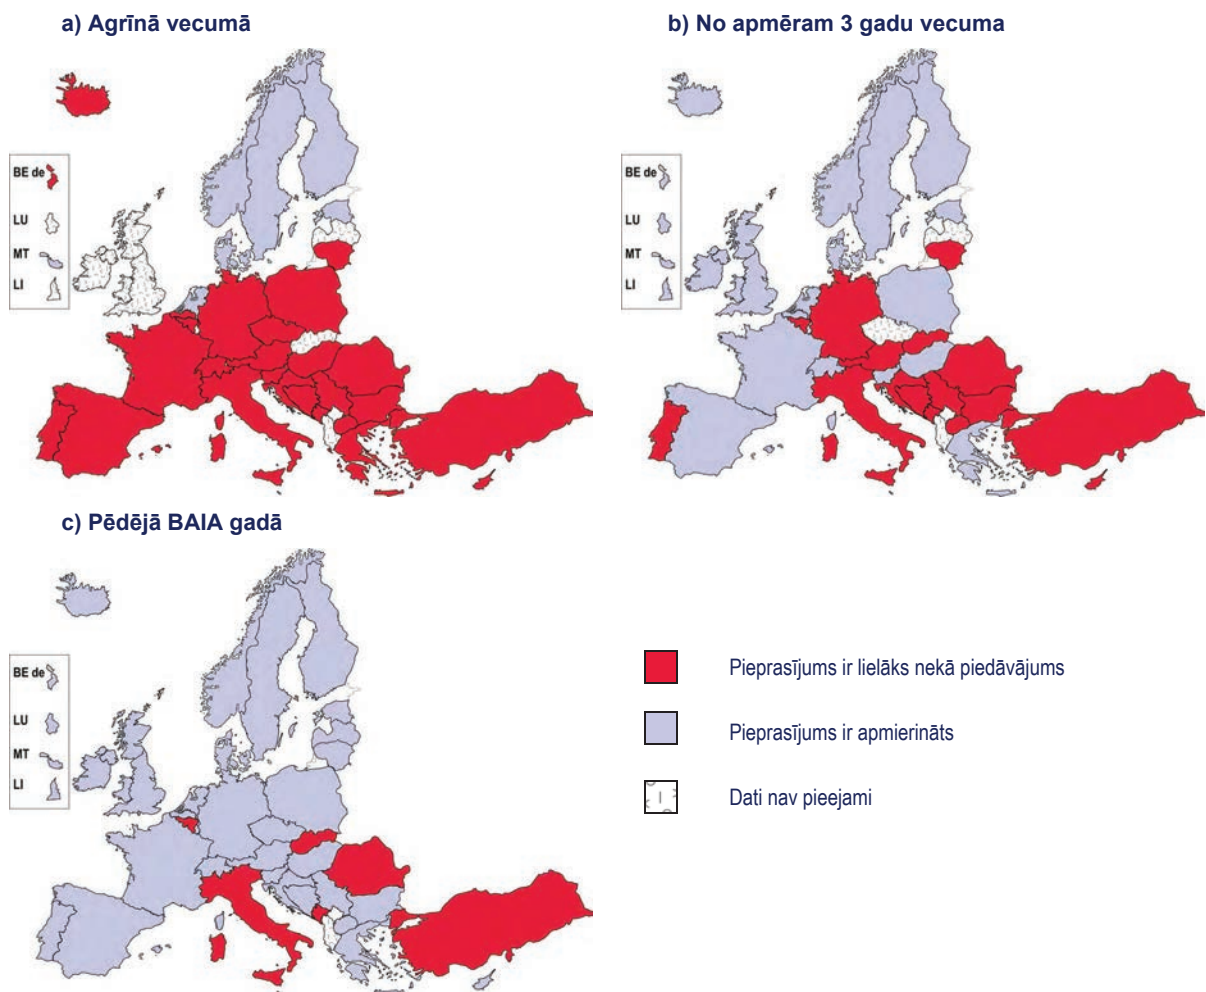 a) Agrīnā vecumā
b) No apmēram 3 gadu vecuma
BE de
LU
MT
LI
BE de
LU
MT
LI
c) Pēdējā BAIA gadā
BE de
LU
MT
LI
Pieprasījums ir lielāks nekā piedāvājums
Pieprasījums ir apmierināts
Dati nav pieejami